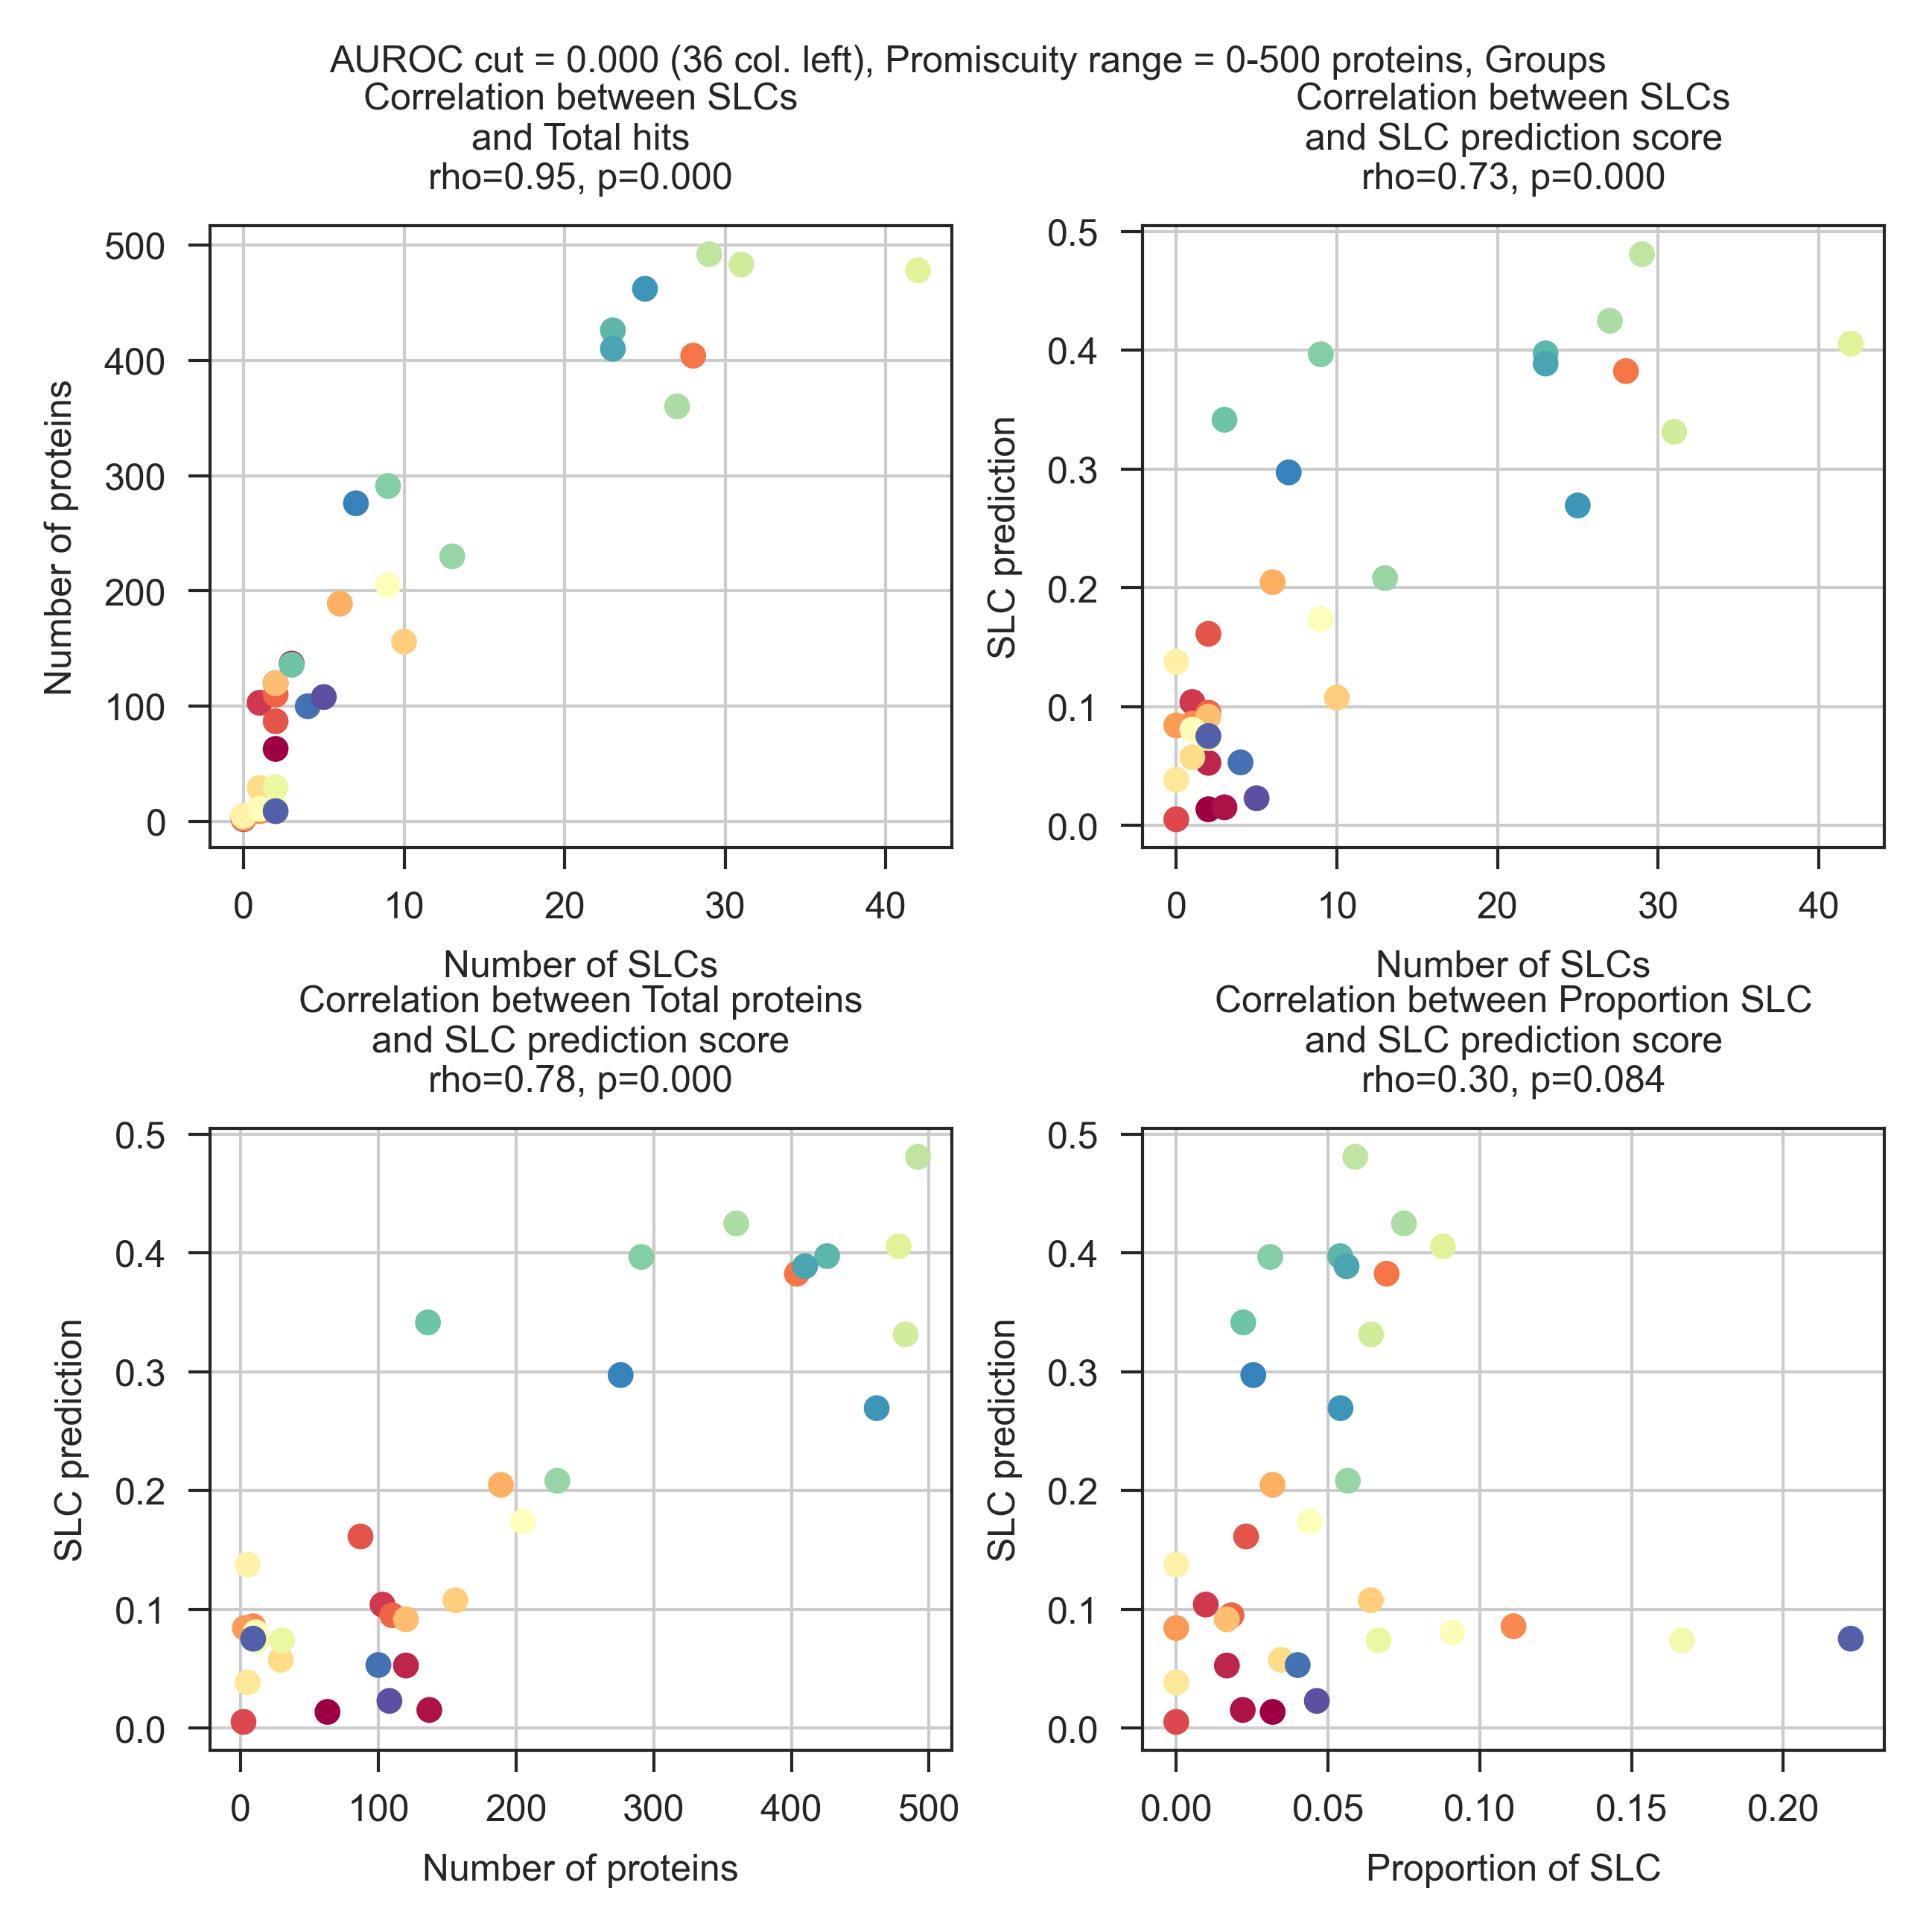 AUROC cut = 0.000 (36 col. left), Promiscuity range = 0-500 proteins, Groups
Correlation between SLCs
and Total hits
rho=0.95, p=0.000
500
400
300
200
100
0
Number of proteins
0 10 20 30 40
Number of SLCs
Correlation between SLCs
and SLC prediction score
rho=0.73, p=0.000
0.5
0.4
0.3
0.2
0.1
0.0
SLC prediction
0 10 20 30 40
Number of SLCs
Correlation between Total proteins
and SLC prediction score
rho=0.78, p=0.000
0.5
0.4
0.3
0.2
0.1
0.0
SLC prediction
0 100 200 300 400 500
Number of proteins
Correlation between Proportion SLC
and SLC prediction score
rho=0.30, p=0.084
0.5
0.4
0.3
0.2
0.1
0.0
SLC prediction
0.00 0.05 0.10 0.15 0.20
Proportion of SLC